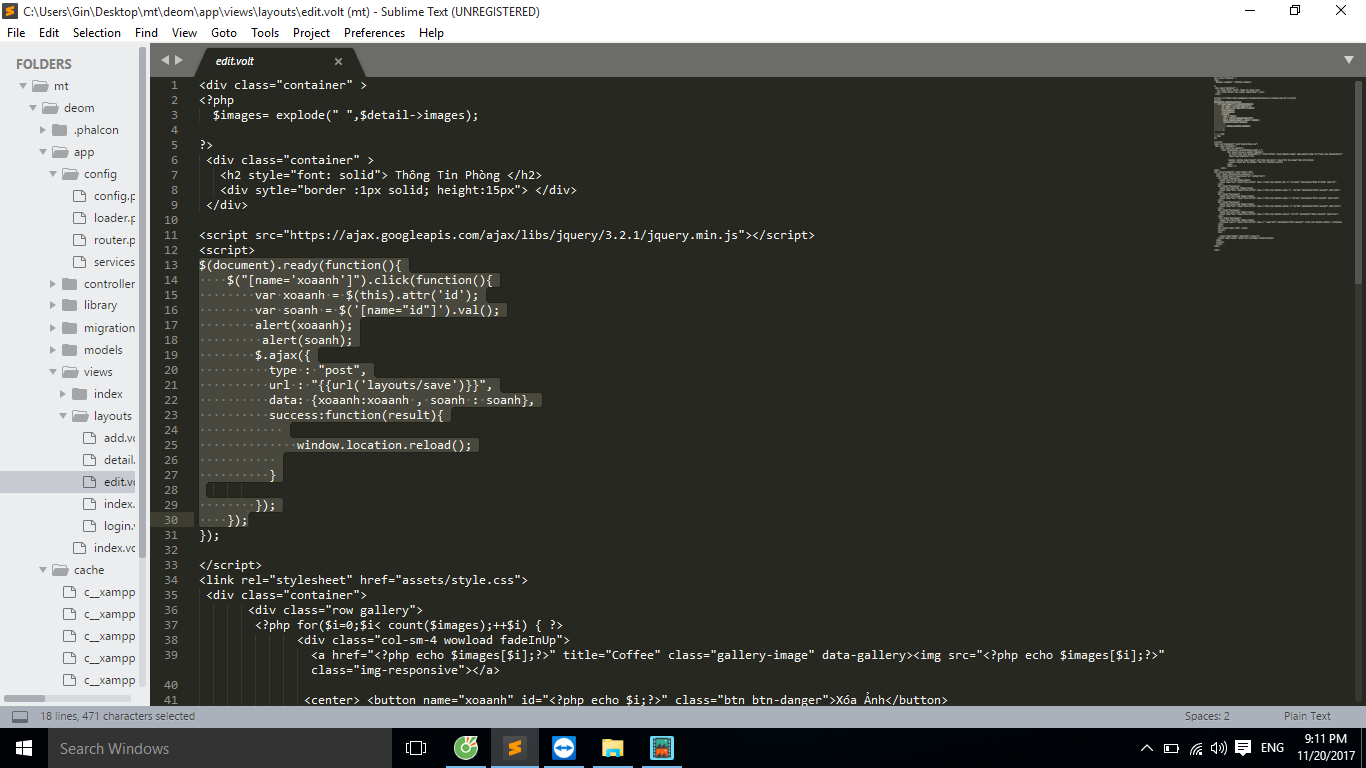 C:\Users\Gin\Desktop\mt\deom\app\views\layouts\edit.volt (mt) - Sublime Text (UNREGISTERED)
File Edit Selection Find View Goto Tools Project Preferences Help
FOLDERS
mt
deom
.phalcon
app
config
config.p
loader.p
router.p
services
controller
library
migration
models
views
index
layouts
add.vo
detail.
edit.vo
index.
login.v
index.vo
cache
c__xampp
c__xampp
c__xampp
c__xampp
c__xampp
edit.volt
1 <div class="container" >
2 <?php
3 $images= explode(" ",$detail->images);
4
5 ?>
6 <div class="container" >
7 <h2 style="font: solid"> Thông Tin Phòng </h2>
8 <div sytle="border :1px solid; height:15px"> </div>
9 </div>
10
11 <script src="https://ajax.googleapis.com/ajax/libs/jquery/3.2.1/jquery.min.js"></script>
12 <script>
13 $(document).ready(function(){
14 $("[name='xoaanh']").click(function(){
15 var xoaanh = $(this).attr('id');
16 var soanh = $('[name="id"]').val();
17 alert(xoaanh);
18 alert(soanh);
19 $.ajax({
20 type : "post",
21 url : "{{url('layouts/save')}}",
22 data: {xoaanh:xoaanh , soanh : soanh},
23 success:function(result){
24
25 window.location.reload();
26
27 }
28
29 });
30 });
31 });
32
33 </script>
34 <link rel="stylesheet" href="assets/style.css">
35 <div class="container">
36 <div class="row gallery">
37 <?php for($i=0;$i< count($images);++$i) { ?>
38 <div class="col-sm-4 wowload fadeInUp">
39 <a href="<?php echo $images[$i];?>" title="Coffee" class="gallery-image" data-gallery><img src="<?php echo $images[$i];?>"
class="img-responsive"></a>
40
41 <center> <button name="xoaanh" id="<?php echo $i;?>" class="btn btn-danger">Xóa Ảnh</button>
18 lines, 471 characters selected
Spaces: 2
Plain Text
Search Windows
ENG
9:11 PM
11/20/2017